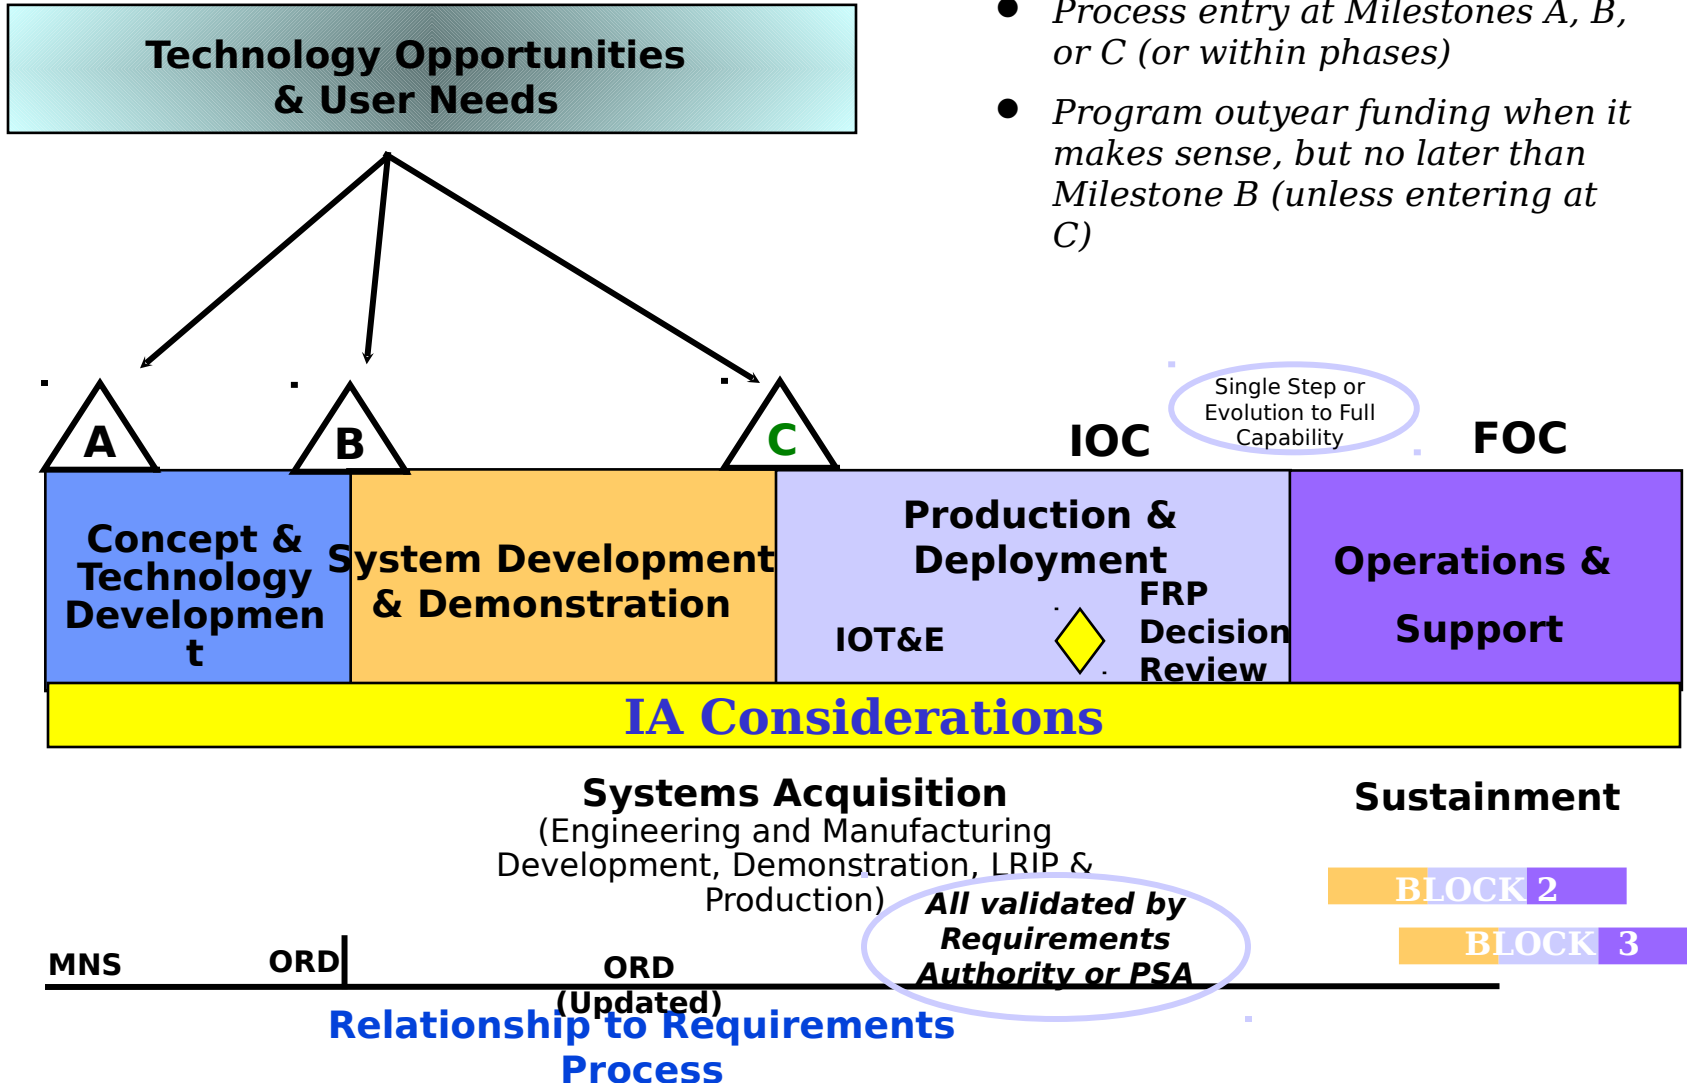 Technology Opportunities
& User Needs
● Process entry at Milestones A, B,
or C (or within phases)
● Program outyear funding when it
makes sense, but no later than
Milestone B (unless entering at
C)
A
B
C
IOC
Single Step or
Evolution to Full
Capability
FOC
Concept &
Technology
Developmen
t
System Development
& Demonstration
Production &
Deployment
IOT&E
FRP
Decision
Review
Operations &
Support
IA Considerations
Systems Acquisition
(Engineering and Manufacturing
Development, Demonstration, LRIP &
Production)
Sustainment
BLOCK 2
BLOCK 3
All validated by
Requirements
Authority or PSA
MNS
ORD
ORD
(Updated)
Relationship to Requirements
Process